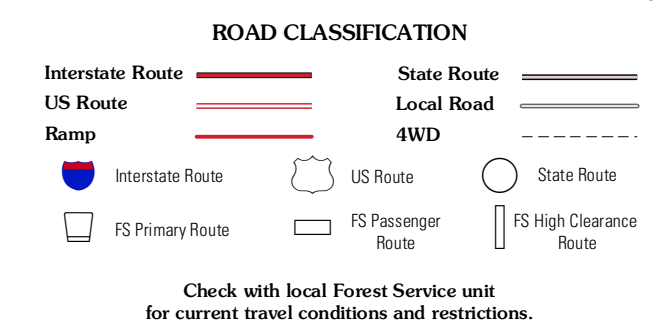 ROAD CLASSIFICATION
Interstate Route
State Route
US Route
Local Road
Ramp
4WD
Interstate Route
US Route
State Route
FS Primary Route
FS Passenger
Route
FS High Clearance
Route
Check with local Forest Service unit
for current travel conditions and restrictions.